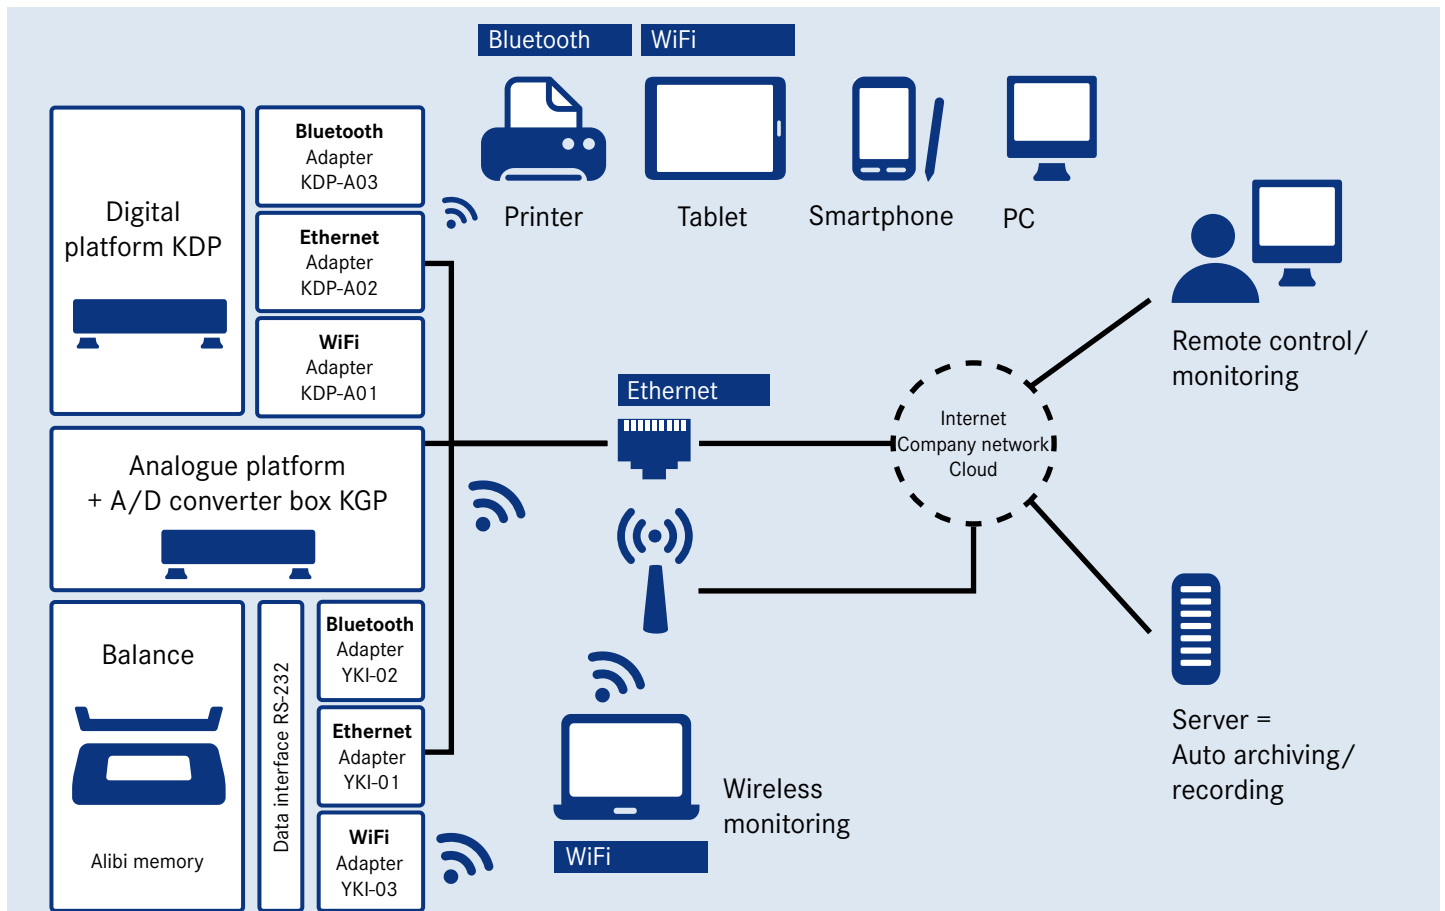 Bluetooth
WiFi
Printer
Tablet
Smartphone
PC
Digital
platform KDP
Bluetooth
Adapter
KDP-A03
Ethernet
Adapter
KDP-A02
WiFi
Adapter
KDP-A01
Analogue platform
+ A/D converter box KGP
Balance
Alibi memory
Data interface RS-232
Bluetooth
Adapter
YKI-02
Ethernet
Adapter
YKI-01
WiFi
Adapter
YKI-03
Ethernet
Internet
Company network
Cloud
Remote control/
monitoring
Server =
Auto archiving/
recording
Wireless
monitoring
WiFi